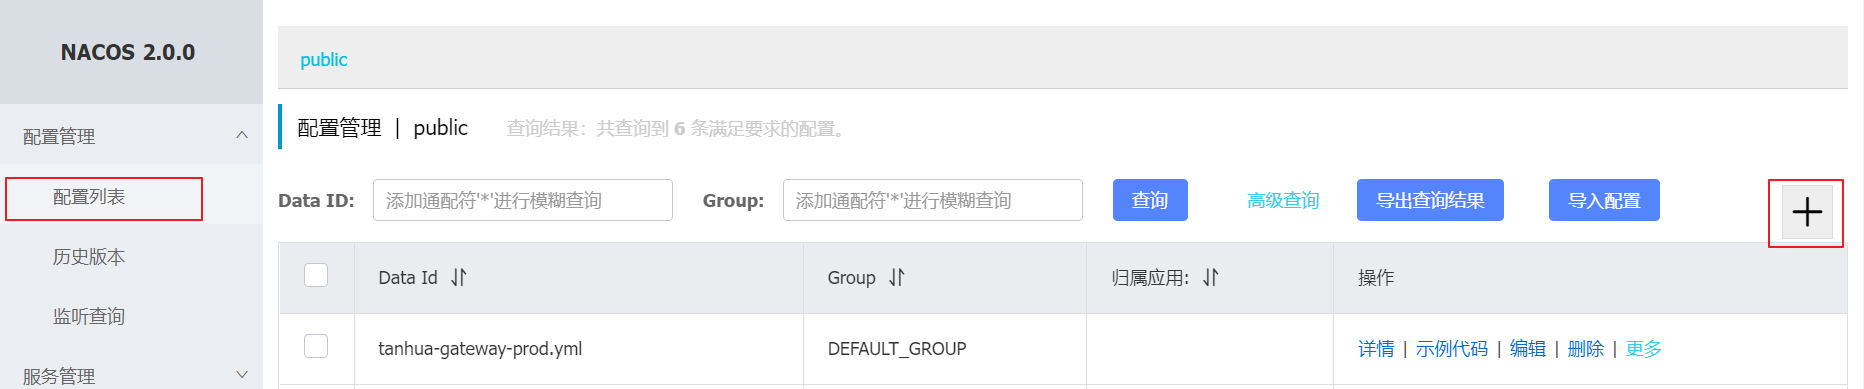 NACOS 2.0.0
配置管理
配置列表
历史版本
监听查询
服务管理
public
配置管理 | public 查询结果：共查询到 6 条满足要求的配置。
Data ID: 添加通配符'*'进行模糊查询 Group: 添加通配符'*'进行模糊查询 查询 高级查询 导出查询结果 导入配置
Data Id Group 归属应用: 操作
tanhua-gateway-prod.yml DEFAULT_GROUP 详情 | 示例代码 | 编辑 | 删除 | 更多